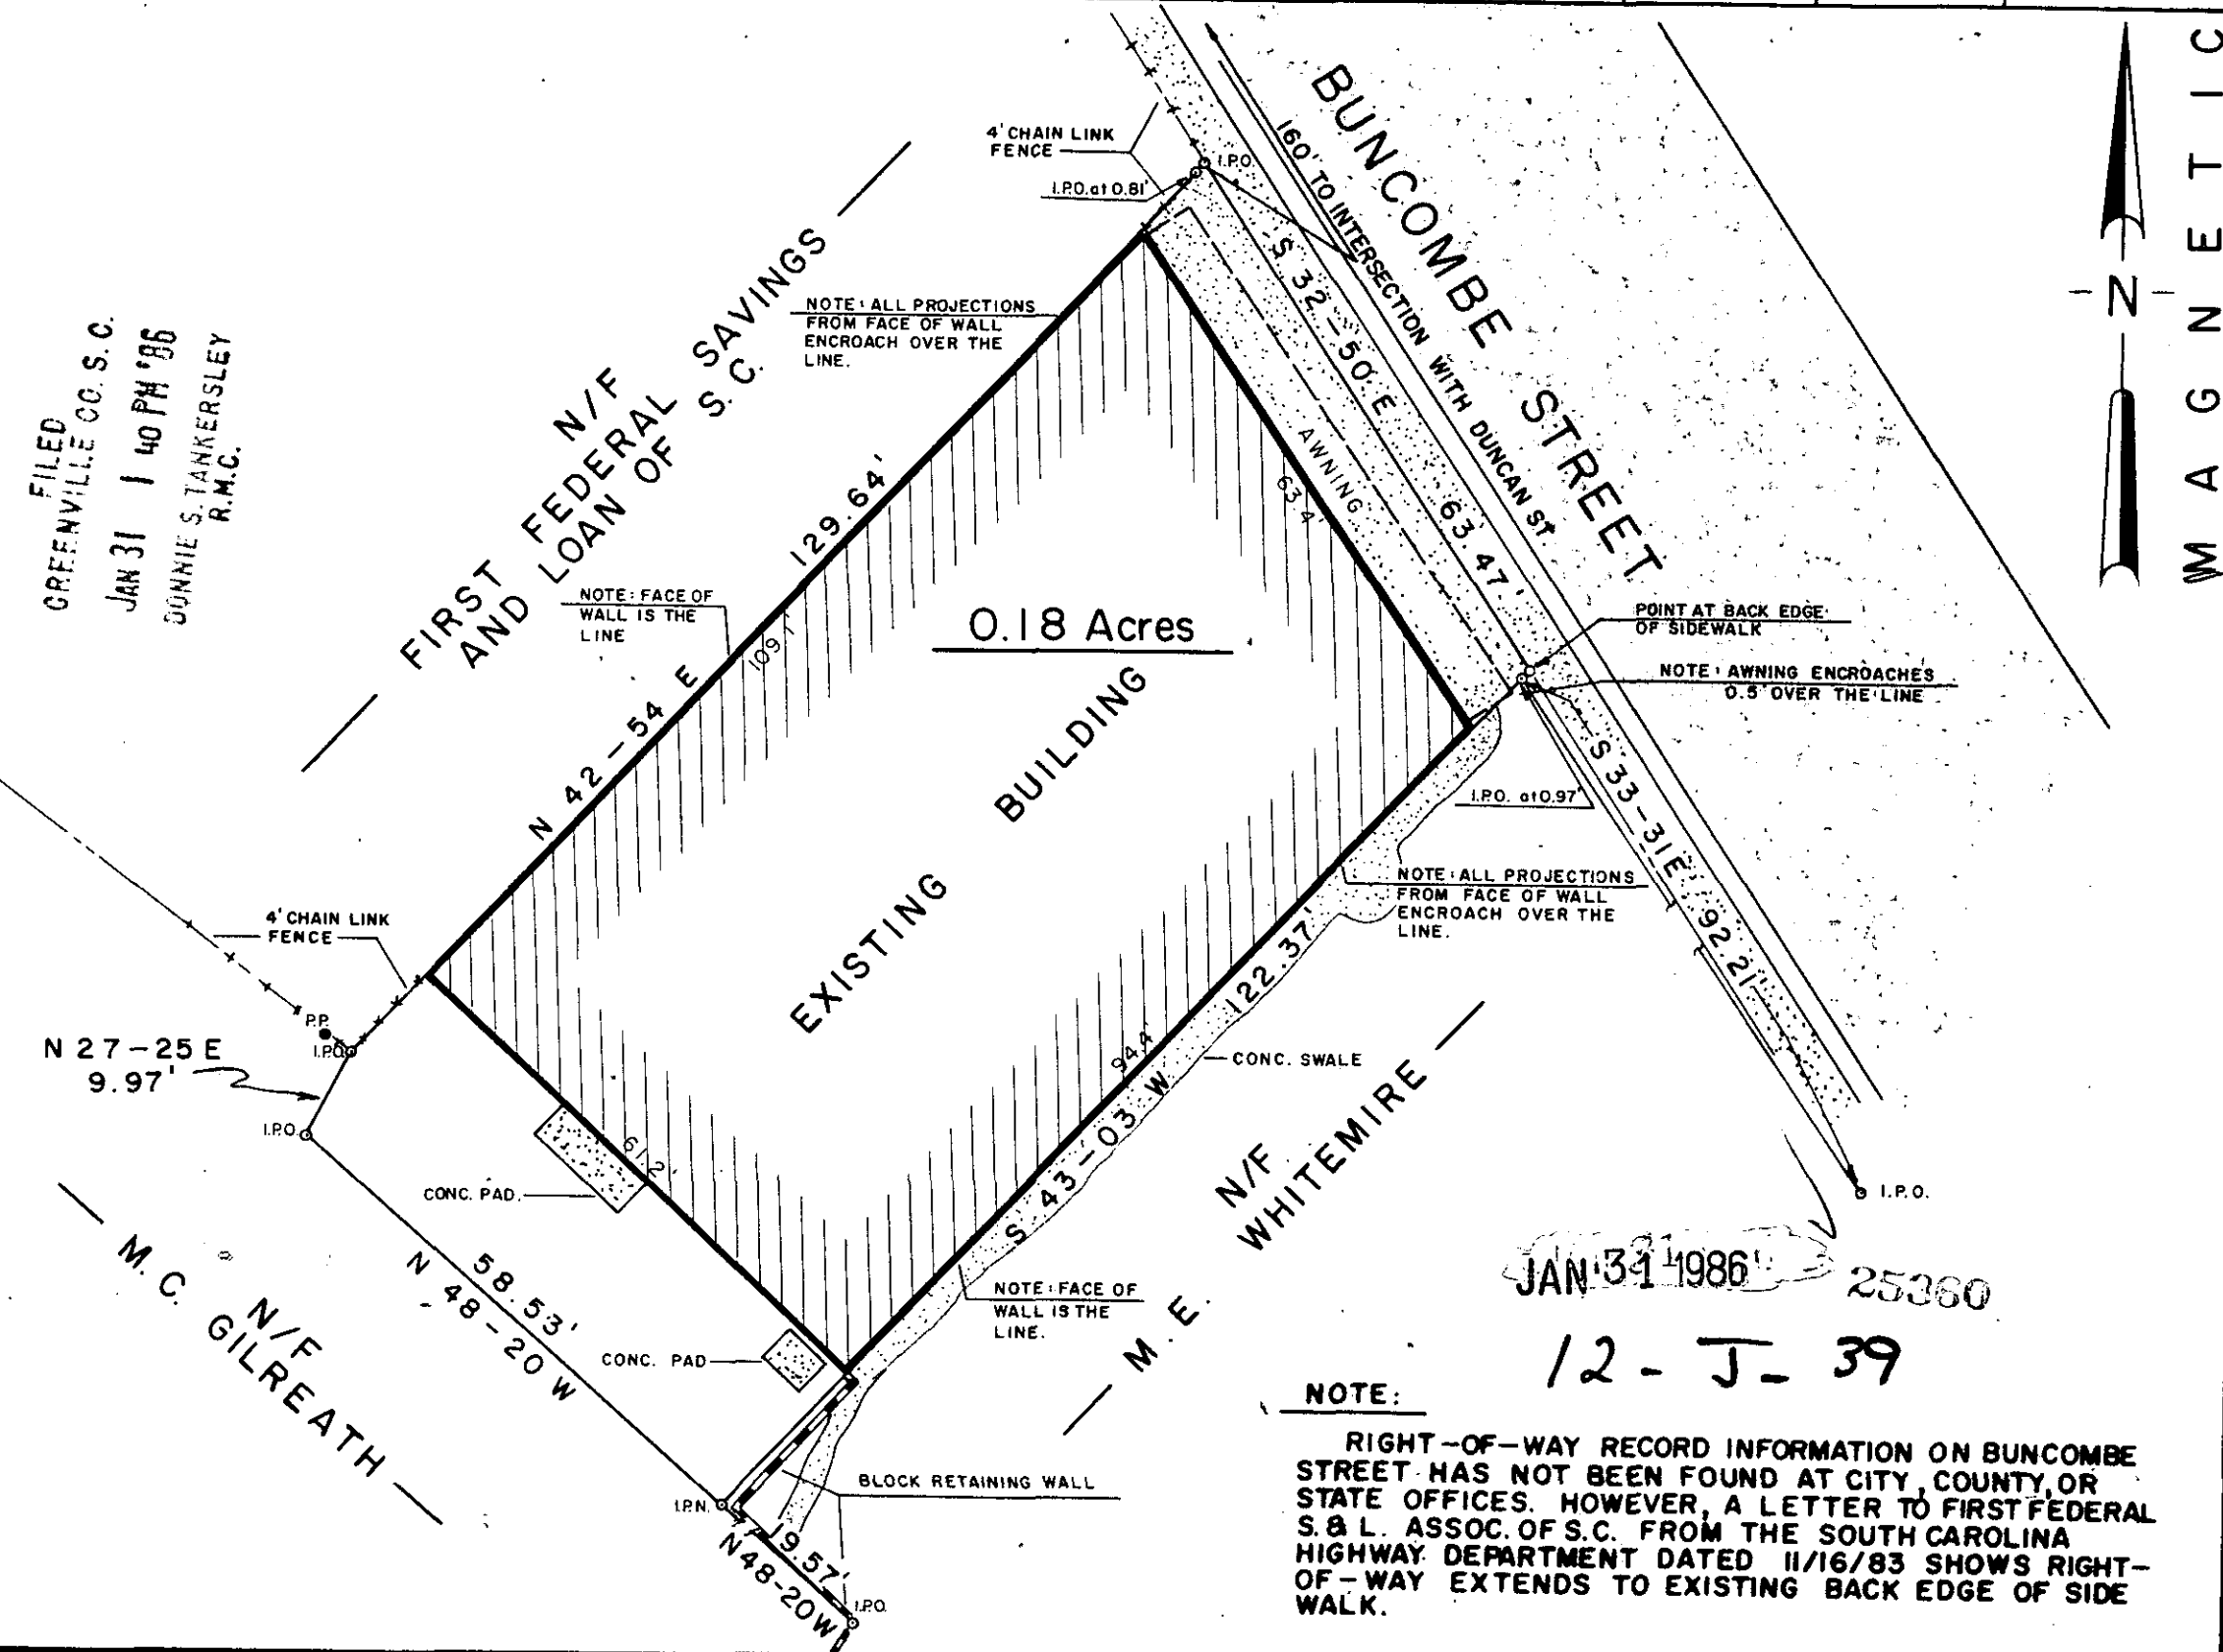 FILED
GREENVILLE CO. S. C.
JAN 31 1 40 PM '86
DONNIE S. TANKERSLEY
R.M.C.
4' CHAIN LINK
FENCE
I.P.O. at 0.81'
I.P.O.
160' TO INTERSECTION WITH DUNCAN ST.
BUNCOMBE STREET
MAGNETIC
N
N/F
FIRST FEDERAL SAVINGS
AND LOAN OF S.C.
NOTE: ALL PROJECTIONS
FROM FACE OF WALL
ENCROACH OVER THE
LINE.
S 32-50 E 63.47'
AWNING
63.4'
N 42-54 E 129.64'
109.1'
NOTE: FACE OF
WALL IS THE
LINE
0.18 Acres
EXISTING BUILDING
POINT AT BACK EDGE
OF SIDEWALK
NOTE: AWNING ENCROACHES
0.5' OVER THE LINE
I.P.O. at 0.97'
S 33-31 E 92.21'
NOTE: ALL PROJECTIONS
FROM FACE OF WALL
ENCROACH OVER THE
LINE.
4' CHAIN LINK
FENCE
P.P.
I.P.O.
N 27-25 E
9.97'
I.P.O.
CONC. PAD.
61.2'
S 43-03 W 122.37'
94.4'
CONC. SWALE
N/F
M. E. WHITEMIRE
I.P.O.
58.53'
N 48-20 W
N/F
M. C. GILREATH
CONC. PAD
NOTE: FACE OF
WALL IS THE
LINE.
BLOCK RETAINING WALL
I.P.N.
19.57'
N48-20W
I.P.O.
JAN 31 1986
25360
12 - J - 39
NOTE:
RIGHT-OF-WAY RECORD INFORMATION ON BUNCOMBE
STREET HAS NOT BEEN FOUND AT CITY, COUNTY, OR
STATE OFFICES. HOWEVER, A LETTER TO FIRST FEDERAL
S. & L. ASSOC. OF S.C. FROM THE SOUTH CAROLINA
HIGHWAY DEPARTMENT DATED 11/16/83 SHOWS RIGHT-
OF-WAY EXTENDS TO EXISTING BACK EDGE OF SIDE
WALK.